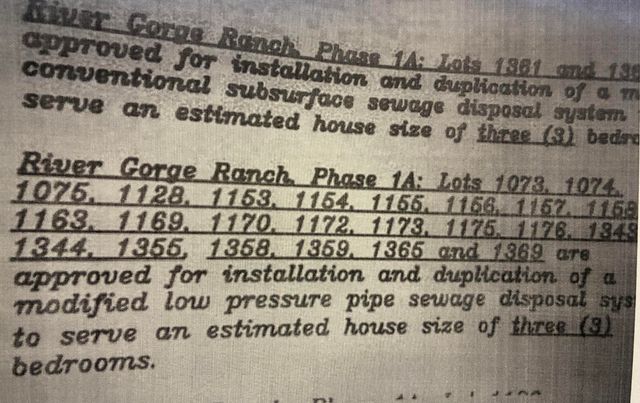 River Gorge Ranch, Phase 1A: Lots 1361 and
approved for installation and duplication of a
conventional subsurface sewage disposal system
serve an estimated house size of three (3)
River Gorge Ranch, Phase 1A: Lots 1073, 1074,
1075, 1128, 1153, 1154, 1155, 1156, 1157, 1158
1163, 1169, 1170, 1172, 1173, 1175, 1176, 1343
1344, 1355, 1358, 1359, 1365 and 1369 are
approved for installation and duplication of a
modified low pressure pipe sewage disposal sys
to serve an estimated house size of three (3)
bedrooms.